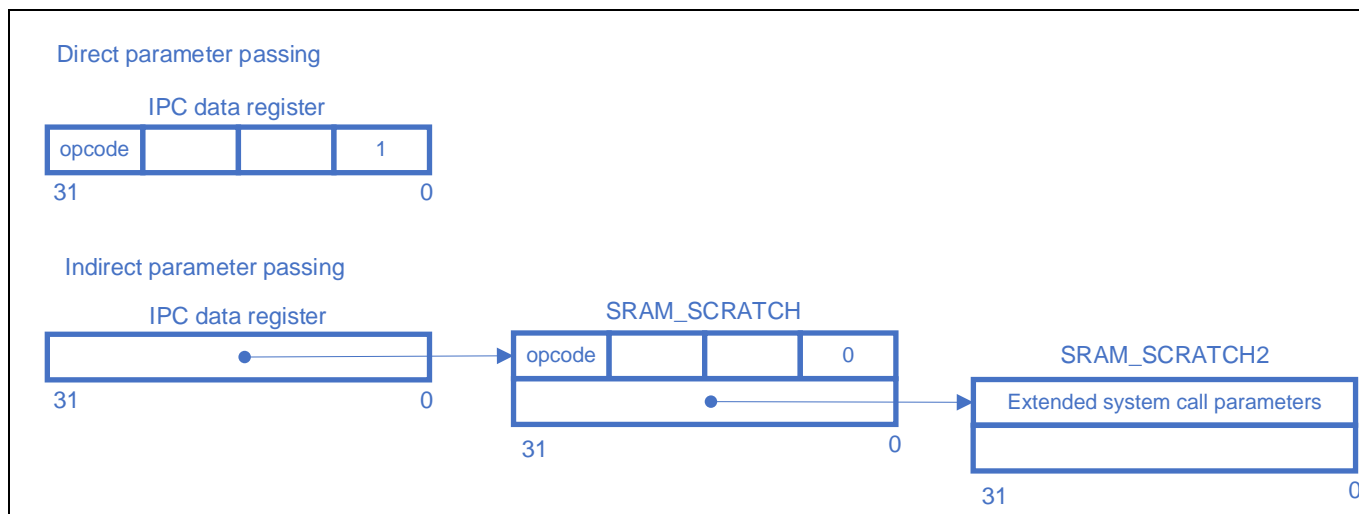 Direct parameter passing
IPC data register
opcode 1
31 0
Indirect parameter passing
IPC data register
31 0
SRAM_SCRATCH
opcode 0
31 0
SRAM_SCRATCH2
Extended system call parameters
31 0